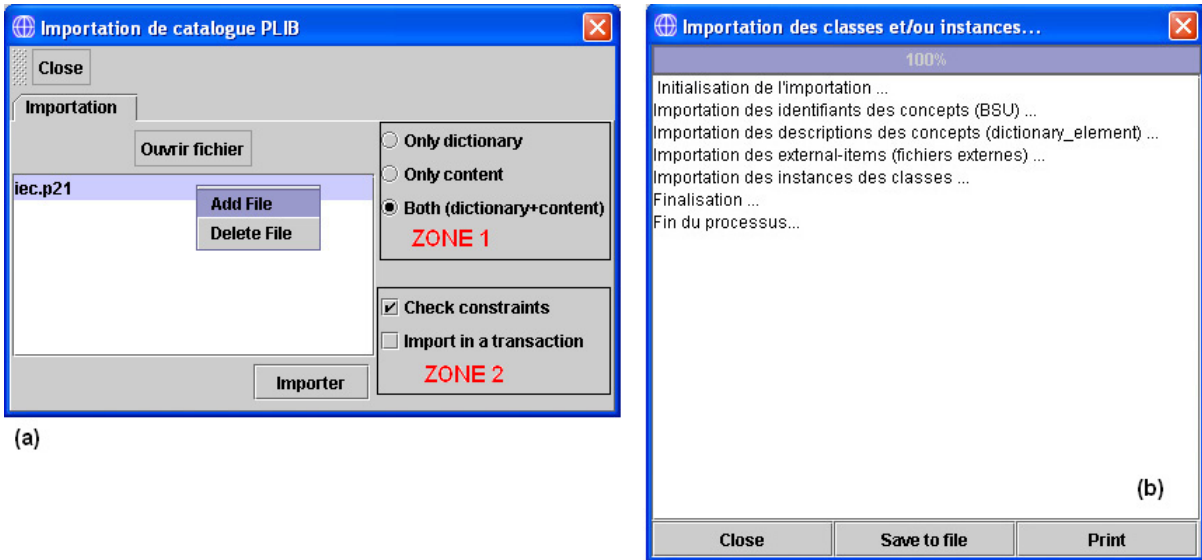 Importation de catalogue PLIB
Close
Importation
Ouvrir fichier
iec.p21
Add File
Delete File
Importer
Only dictionary
Only content
Both (dictionary+content)
ZONE 1
Check constraints
Import in a transaction
ZONE 2
(a)
Importation des classes et/ou instances...
100%
Initialisation de l'importation ...
Importation des identifiants des concepts (BSU) ...
Importation des descriptions des concepts (dictionary_element) ...
Importation des external-items (fichiers externes) ...
Importation des instances des classes ...
Finalisation ...
Fin du processus...
(b)
Close
Save to file
Print